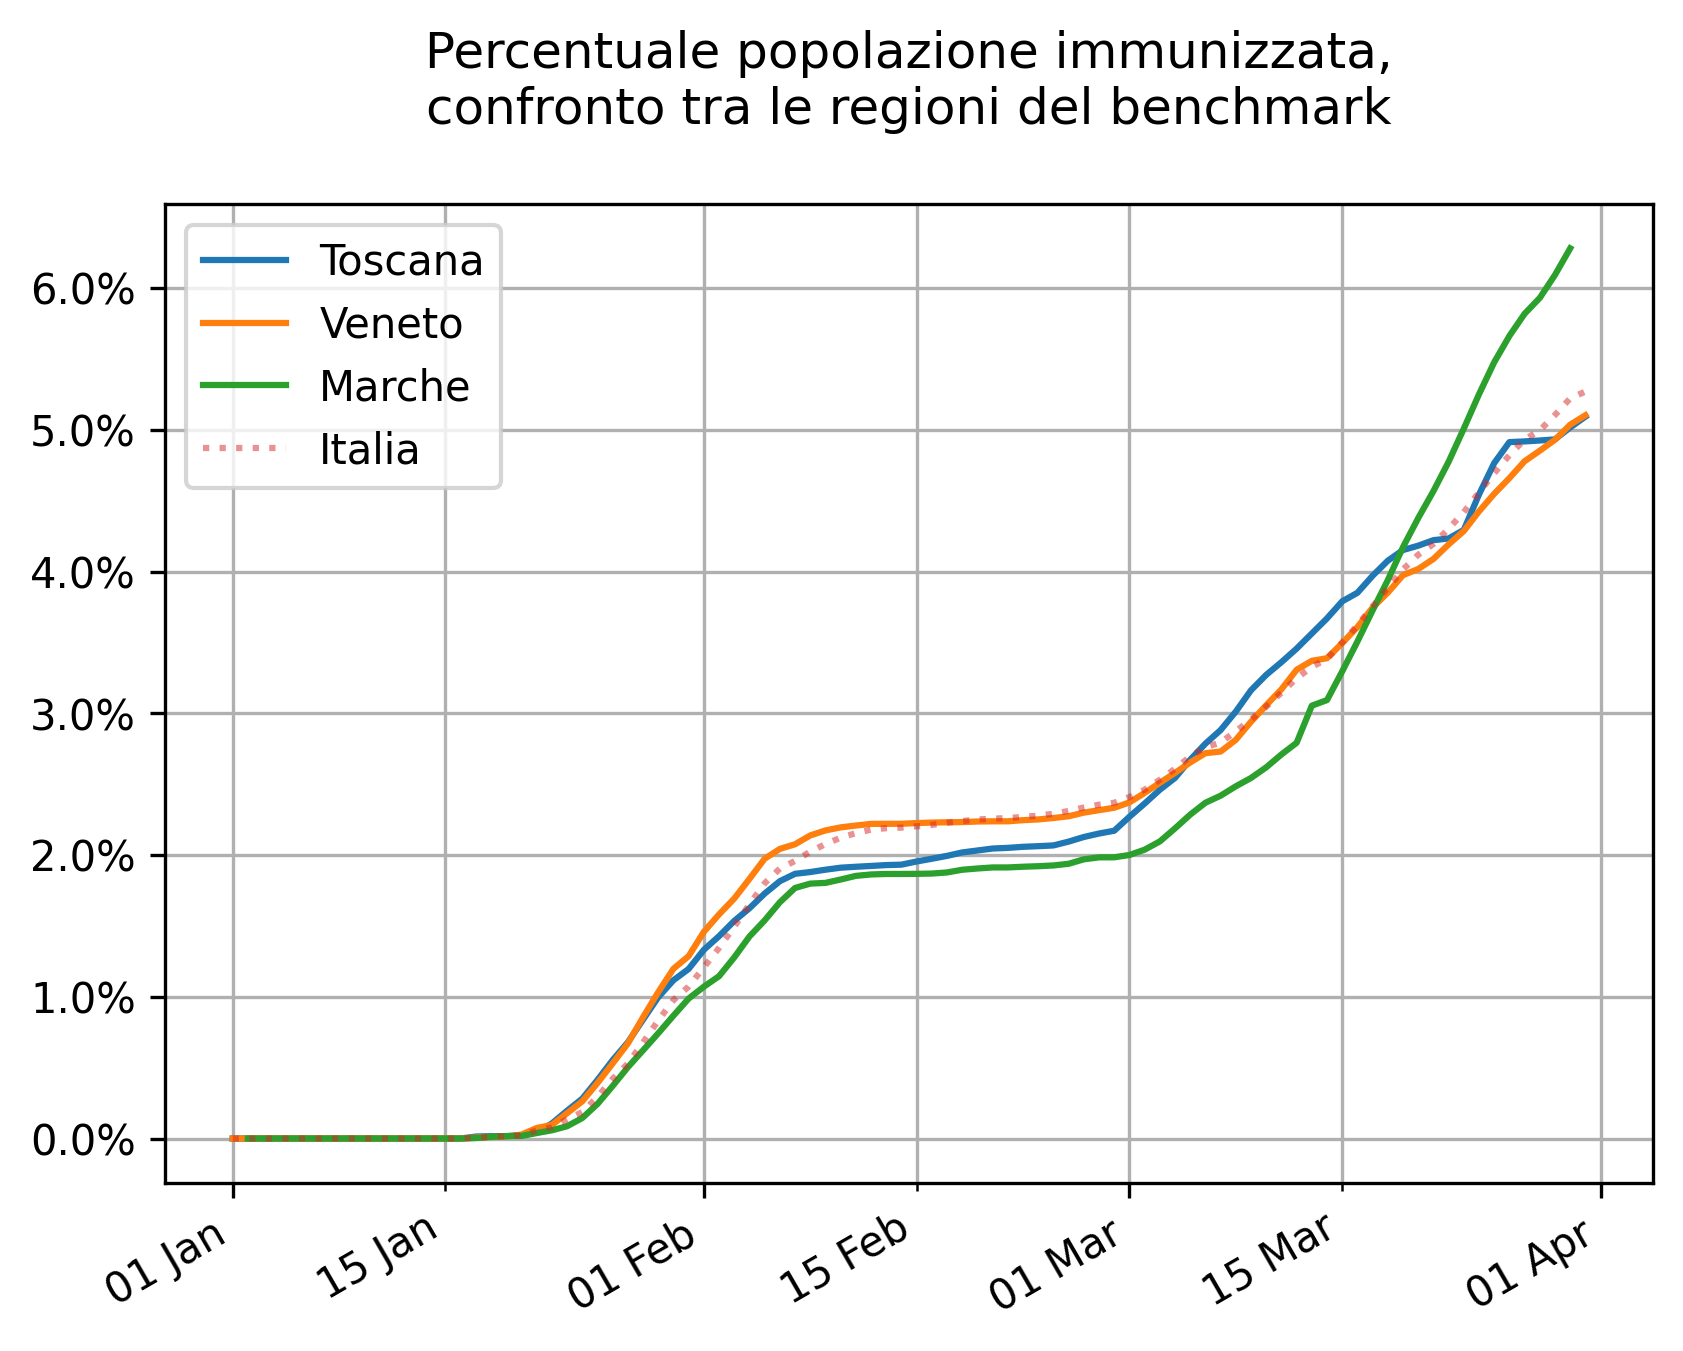 Percentuale popolazione immunizzata,
confronto tra le regioni del benchmark
Toscana
Veneto
Marche
Italia
6.0%
5.0%
4.0%
3.0%
2.0%
1.0%
0.0%
01 Jan
15 Jan
01 Feb
15 Feb
01 Mar
15 Mar
01 Apr